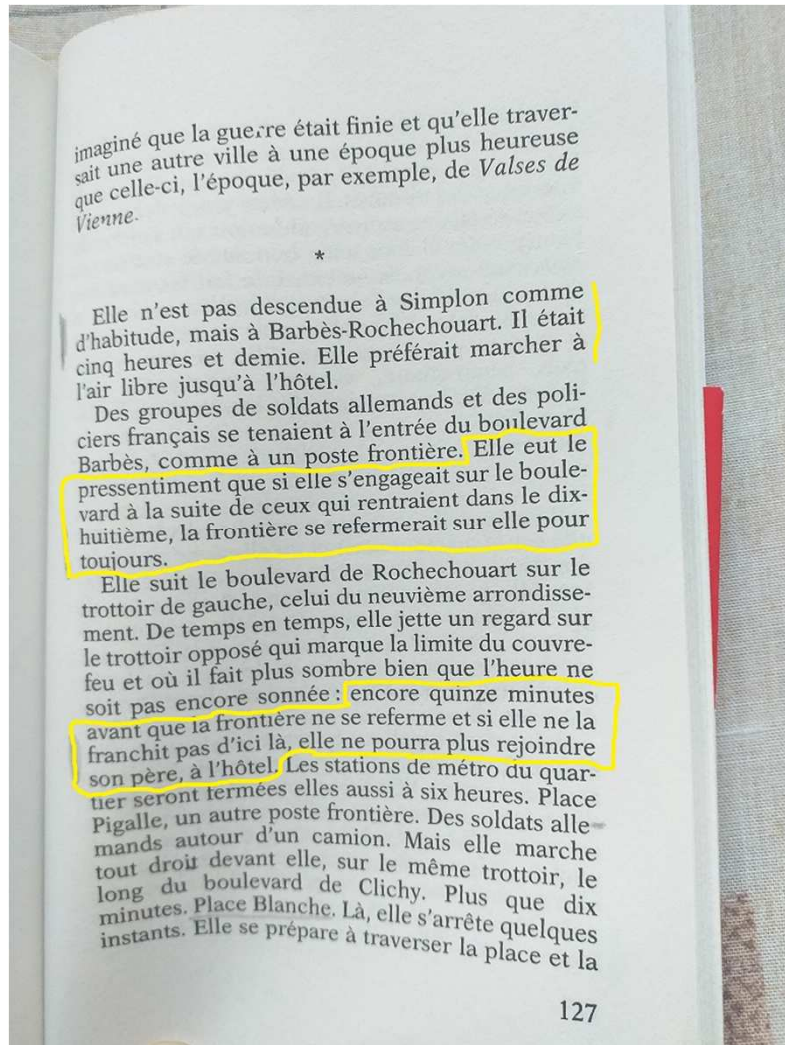 imaginé que la guerre était finie et qu'elle traver-
sait une autre ville à une époque plus heureuse
que celle-ci, l'époque, par exemple, de Valses de
Vienne.
*
Elle n'est pas descendue à Simplon comme
d'habitude, mais à Barbès-Rochechouart. Il était
cinq heures et demie. Elle préférait marcher à
l'air libre jusqu'à l'hôtel.
Des groupes de soldats allemands et des poli-
ciers français se tenaient à l'entrée du boulevard
Barbès, comme à un poste frontière. Elle eut le
pressentiment que si elle s'engageait sur le boule-
vard à la suite de ceux qui rentraient dans le dix-
huitième, la frontière se refermerait sur elle pour
toujours.
Elle suit le boulevard de Rochechouart sur le
trottoir de gauche, celui du neuvième arrondisse-
ment. De temps en temps, elle jette un regard sur
le trottoir opposé qui marque la limite du couvre-
feu et où il fait plus sombre bien que l'heure ne
soit pas encore sonnée : encore quinze minutes
avant que la frontière ne se referme et si elle ne la
franchit pas d'ici là, elle ne pourra plus rejoindre
son père, à l'hôtel. Les stations de métro du quar-
tier seront fermées elles aussi à six heures. Place
Pigalle, un autre poste frontière. Des soldats alle-
mands autour d'un camion. Mais elle marche
tout droit devant elle, sur le même trottoir, le
long du boulevard de Clichy. Plus que dix
minutes. Place Blanche. Là, elle s'arrête quelques
instants. Elle se prépare à traverser la place et la
127